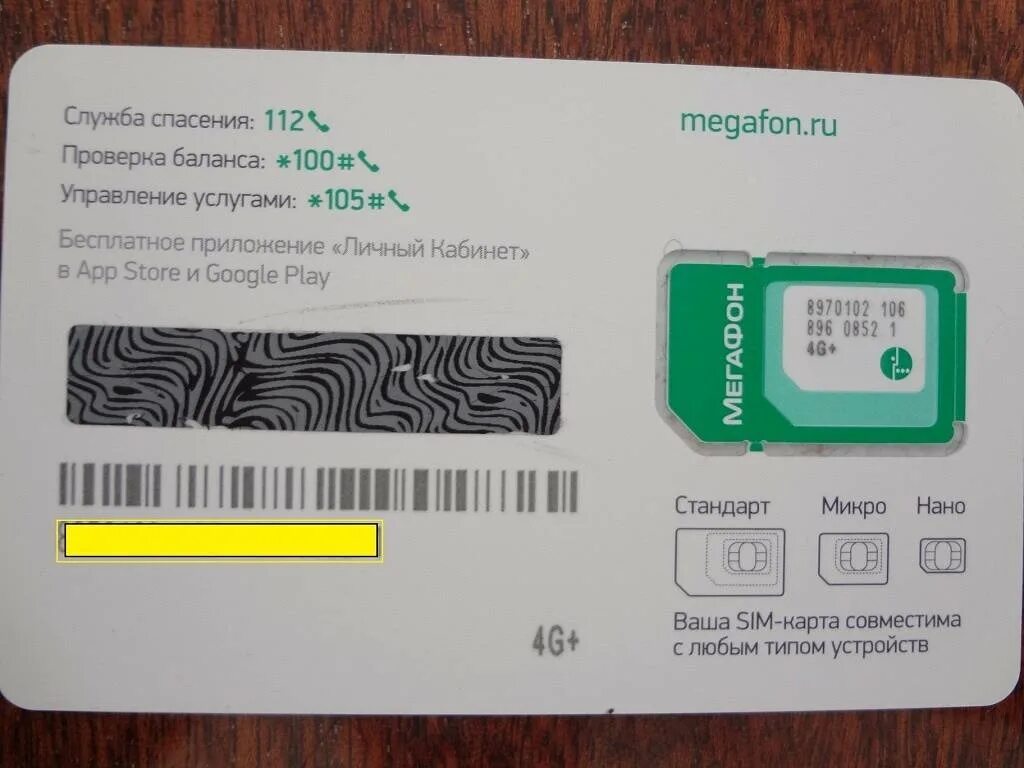 Служба спасения: 112
Проверка баланса: *100#
Управление услугами: *105#
Бесплатное приложение «Личный Кабинет»
в App Store и Google Play
megafon.ru
МЕГАФОН
8970102 106
896 0852 1
4G+
4G+
Стандарт Микро Нано
Ваша SIM-карта совместима
с любым типом устройств